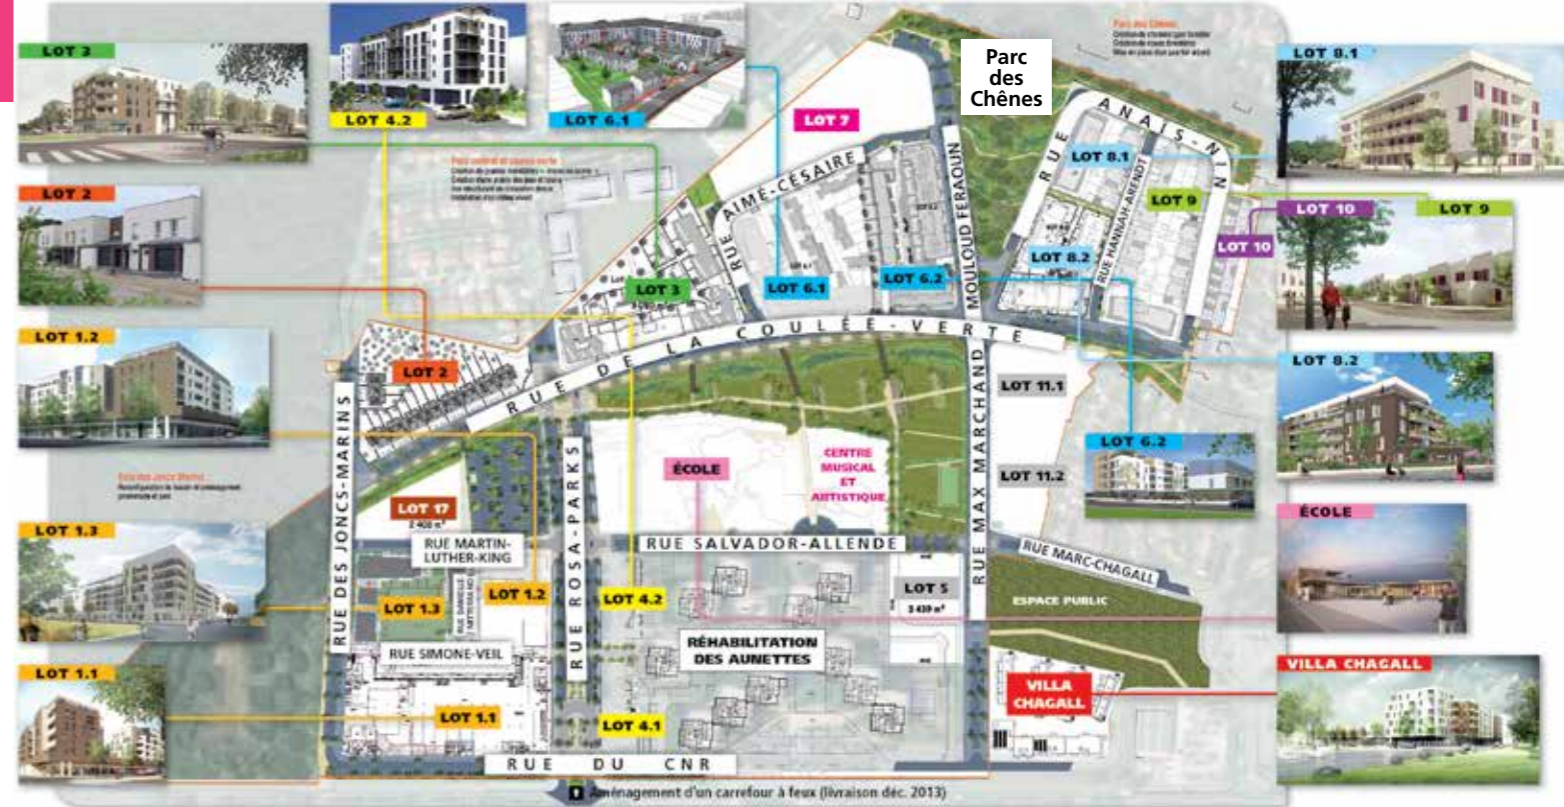 LOT 3
LOT 4.2
LOT 6.1
LOT 8.1
LOT 2
LOT 10
LOT 9
LOT 1.2
LOT 8.2
LOT 1.3
LOT 6.2
ÉCOLE
LOT 1.1
VILLA CHAGALL
Parc des Chênes
Parc
des
Chênes
LOT 7
RUE AIMÉ-CÉSAIRE
MOULOUD FERAOUN
RUE ANAIS-NIN
LOT 8.1
LOT 9
RUE HANNAH-ARENDT
LOT 10
LOT 8.2
LOT 3
LOT 6.1
LOT 6.2
RUE DE LA COULÉE-VERTE
LOT 2
RUE DES JONCS-MARINS
RUE ROSA-PARKS
RUE MAX MARCHAND
LOT 11.1
LOT 11.2
ÉCOLE
CENTRE
MUSICAL
ET
ARTISTIQUE
LOT 17
2 400 m²
RUE MARTIN-
LUTHER-KING
RUE SALVADOR-ALLENDE
RUE MARC-CHAGALL
LOT 1.3
LOT 1.2
LOT 4.2
LOT 5
ESPACE PUBLIC
RÉHABILITATION
DES AUNETTES
RUE SIMONE-VEIL
VILLA
CHAGALL
LOT 1.1
LOT 4.1
RUE DU CNR
Aménagement d'un carrefour à feux (livraison déc. 2013)